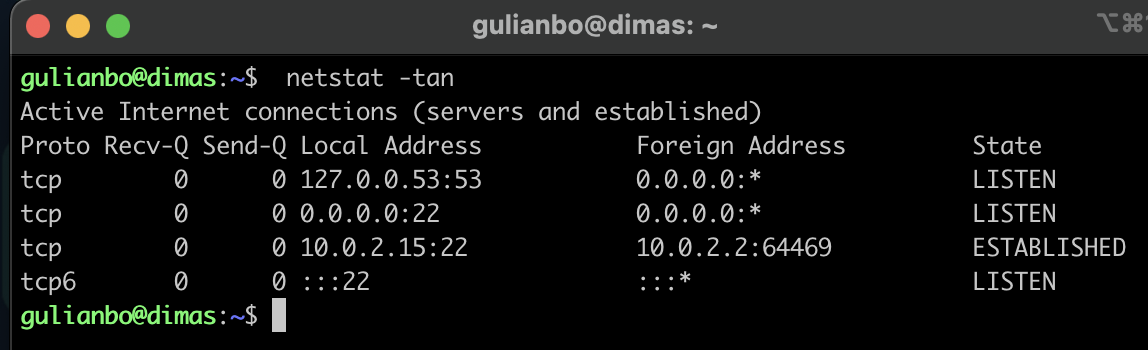 gulianbo@dimas: ~ ⌥⌘
gulianbo@dimas:~$  netstat -tan
Active Internet connections (servers and established)
Proto Recv-Q Send-Q Local Address           Foreign Address         State
tcp        0      0 127.0.0.53:53           0.0.0.0:*               LISTEN
tcp        0      0 0.0.0.0:22              0.0.0.0:*               LISTEN
tcp        0      0 10.0.2.15:22            10.0.2.2:64469          ESTABLISHED
tcp6       0      0 :::22                   :::*                    LISTEN
gulianbo@dimas:~$